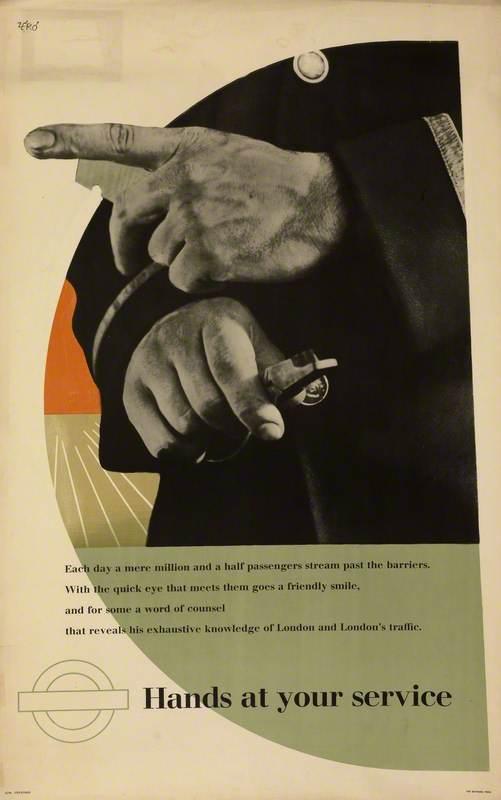 ZÉRÓ
Each day a mere million and a half passengers stream past the barriers.
With the quick eye that meets them goes a friendly smile,
and for some a word of counsel
that reveals his exhaustive knowledge of London and London's traffic.
Hands at your service